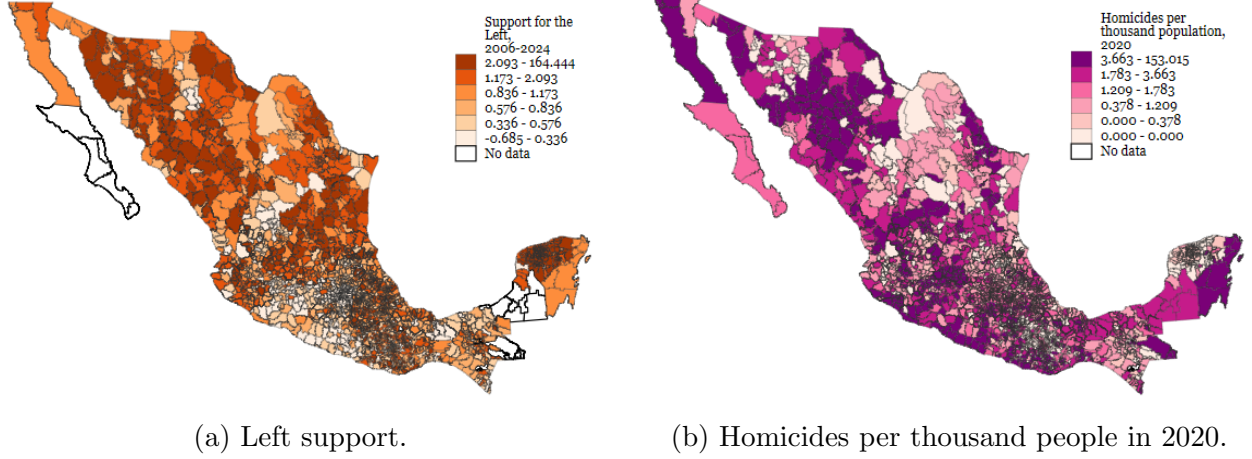 Support for the
Left,
2006-2024
2.093 - 164.444
1.173 - 2.093
0.836 - 1.173
0.576 - 0.836
0.336 - 0.576
-0.685 - 0.336
No data
Homicides per
thousand population,
2020
3.663 - 153.015
1.783 - 3.663
1.209 - 1.783
0.378 - 1.209
0.000 - 0.378
0.000 - 0.000
No data
(a) Left support.
(b) Homicides per thousand people in 2020.